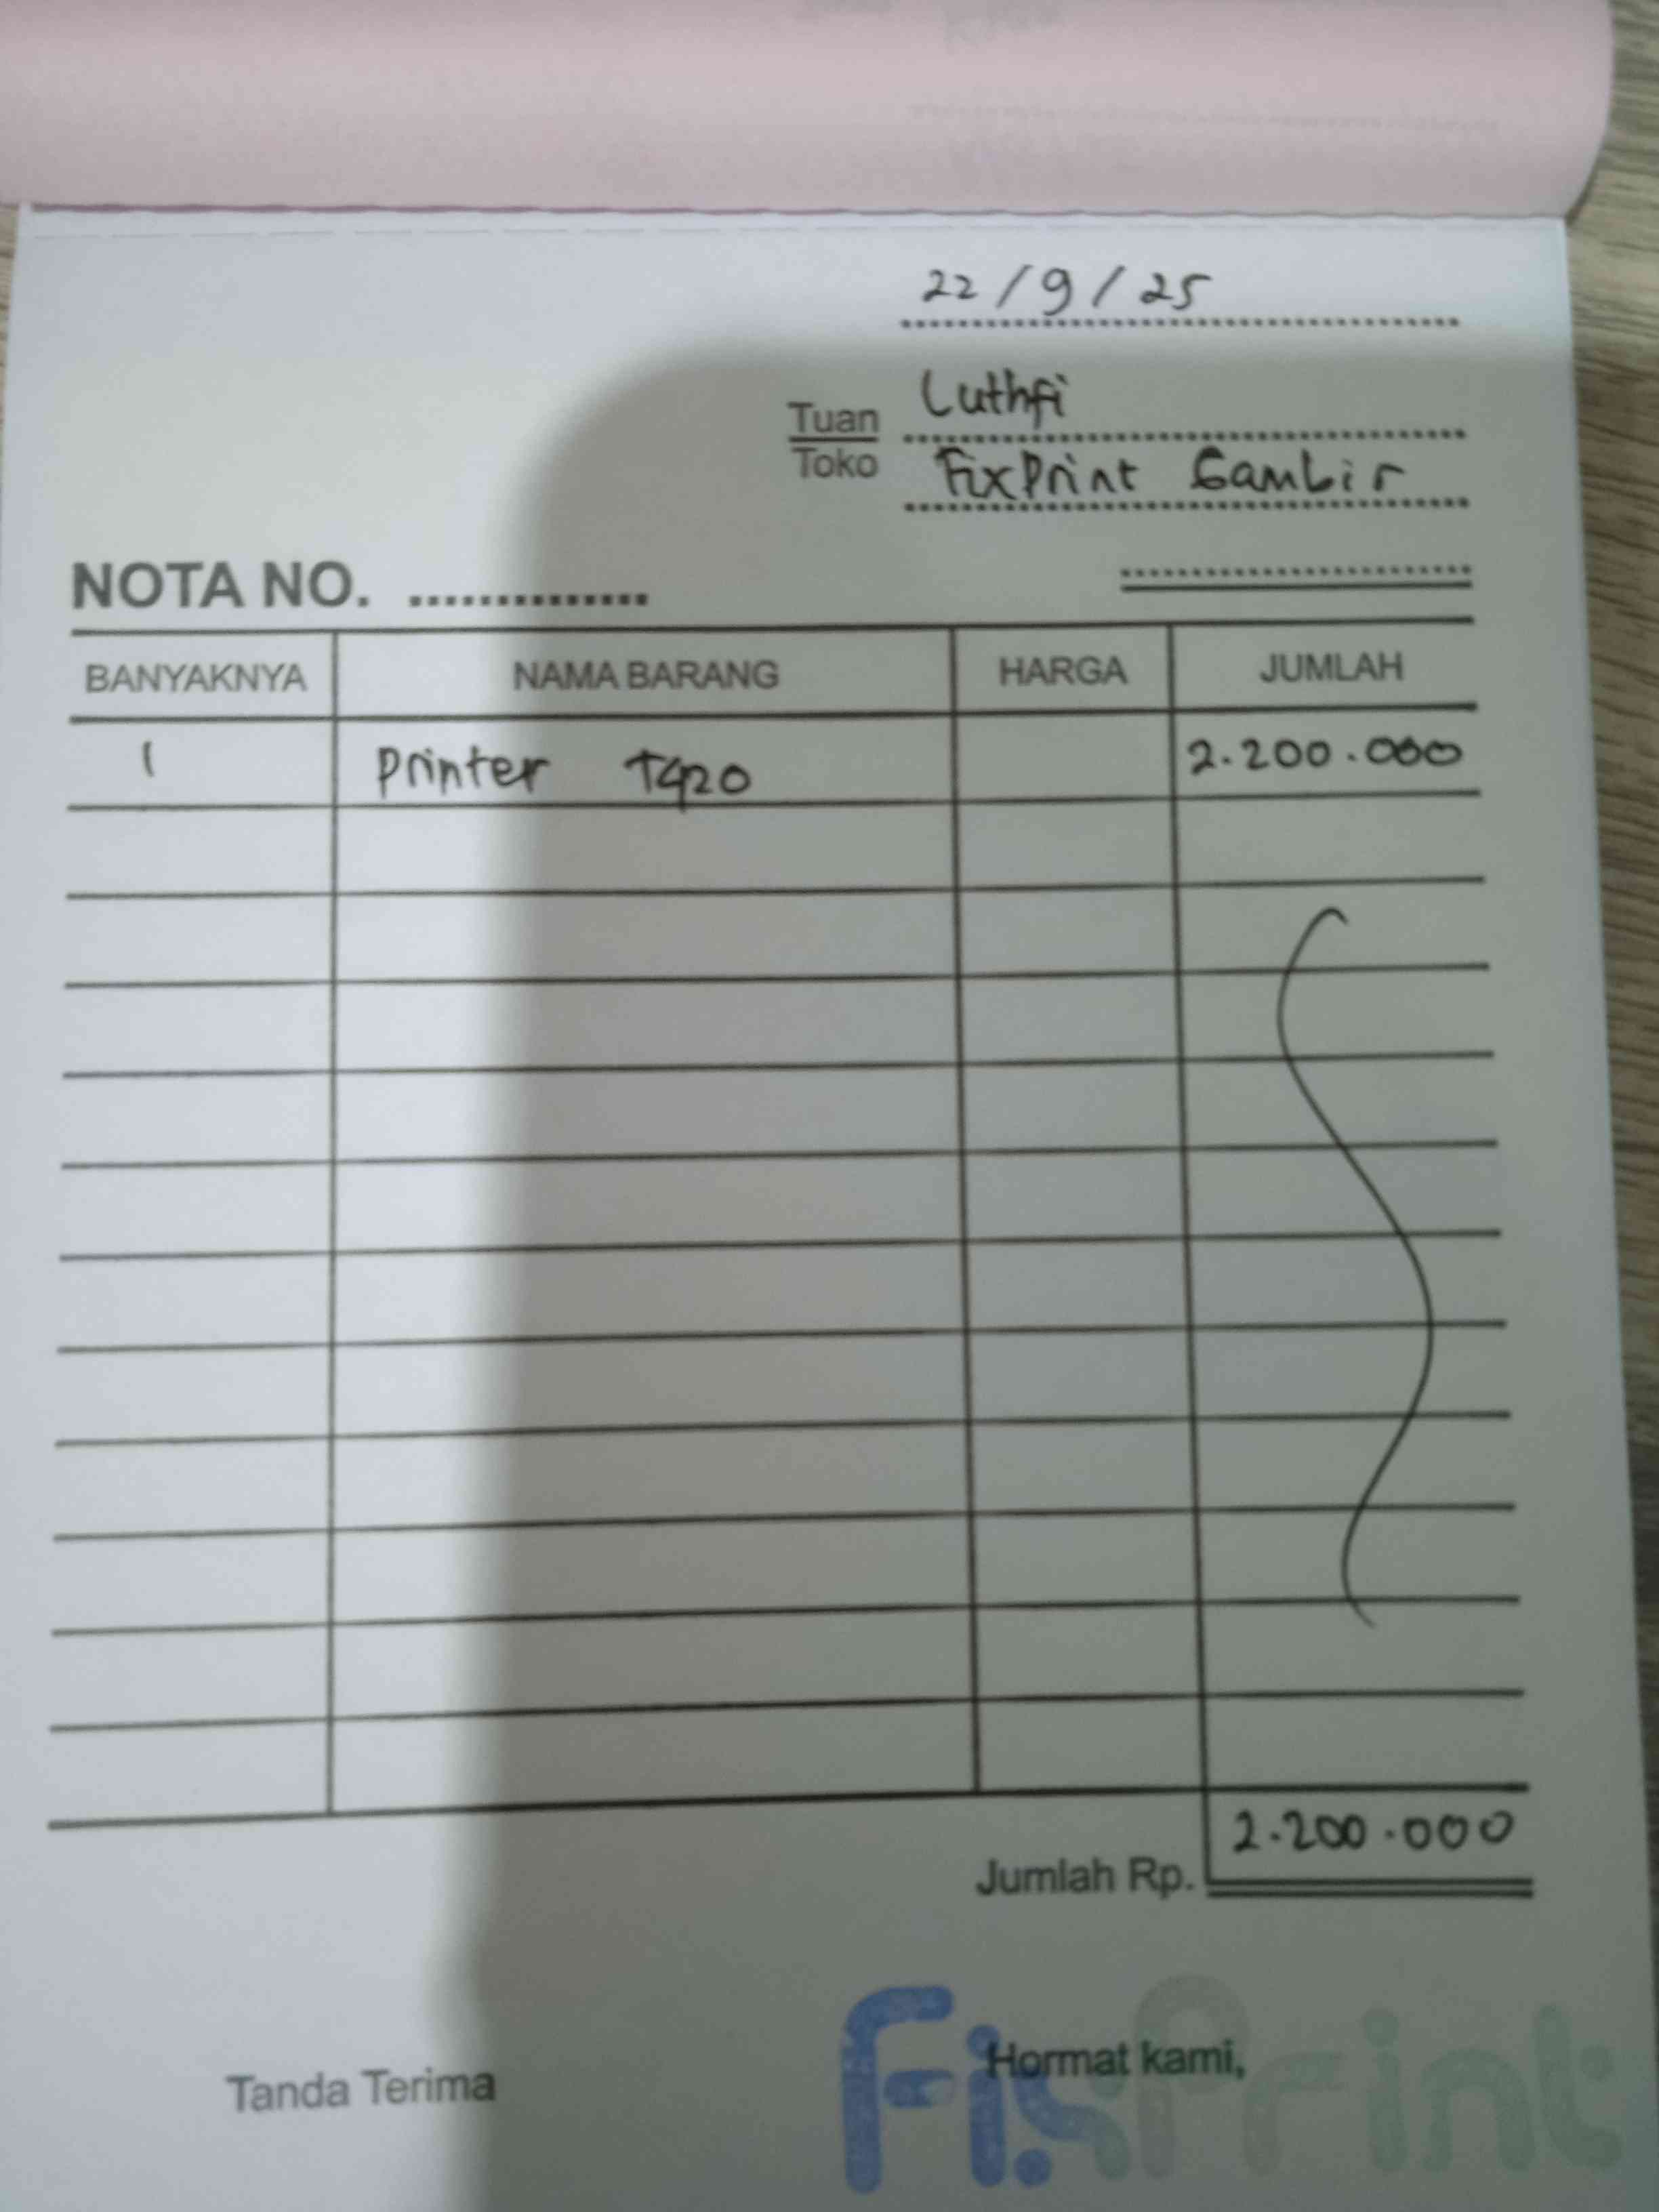 22/9/25
Tuan Luthfi
Toko FixPrint Gambir
NOTA NO. ..............
BANYAKNYA NAMA BARANG HARGA JUMLAH
1 Printer T420 2.200.000
Jumlah Rp. 2.200.000
Tanda Terima Hormat kami,
FixPrint